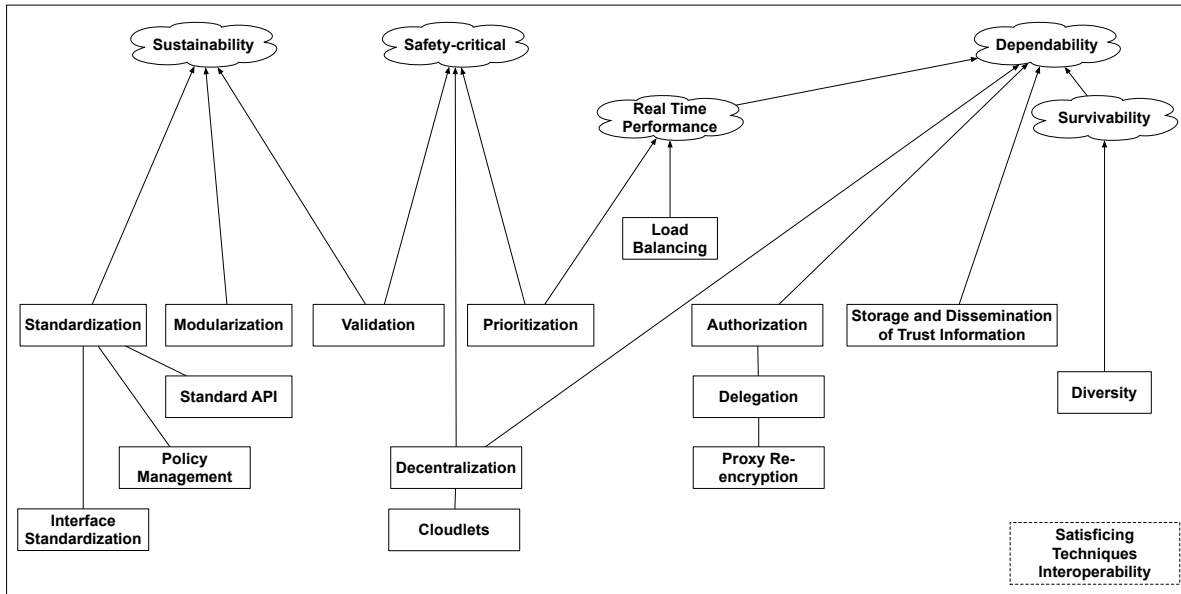 Sustainability
Safety-critical
Dependability
Real Time
Performance
Survivability
Load
Balancing
Standardization
Modularization
Validation
Prioritization
Authorization
Storage and Dissemination
of Trust Information
Standard API
Delegation
Diversity
Policy
Management
Decentralization
Proxy Re-
encryption
Interface
Standardization
Cloudlets
Satisficing
Techniques
Interoperability